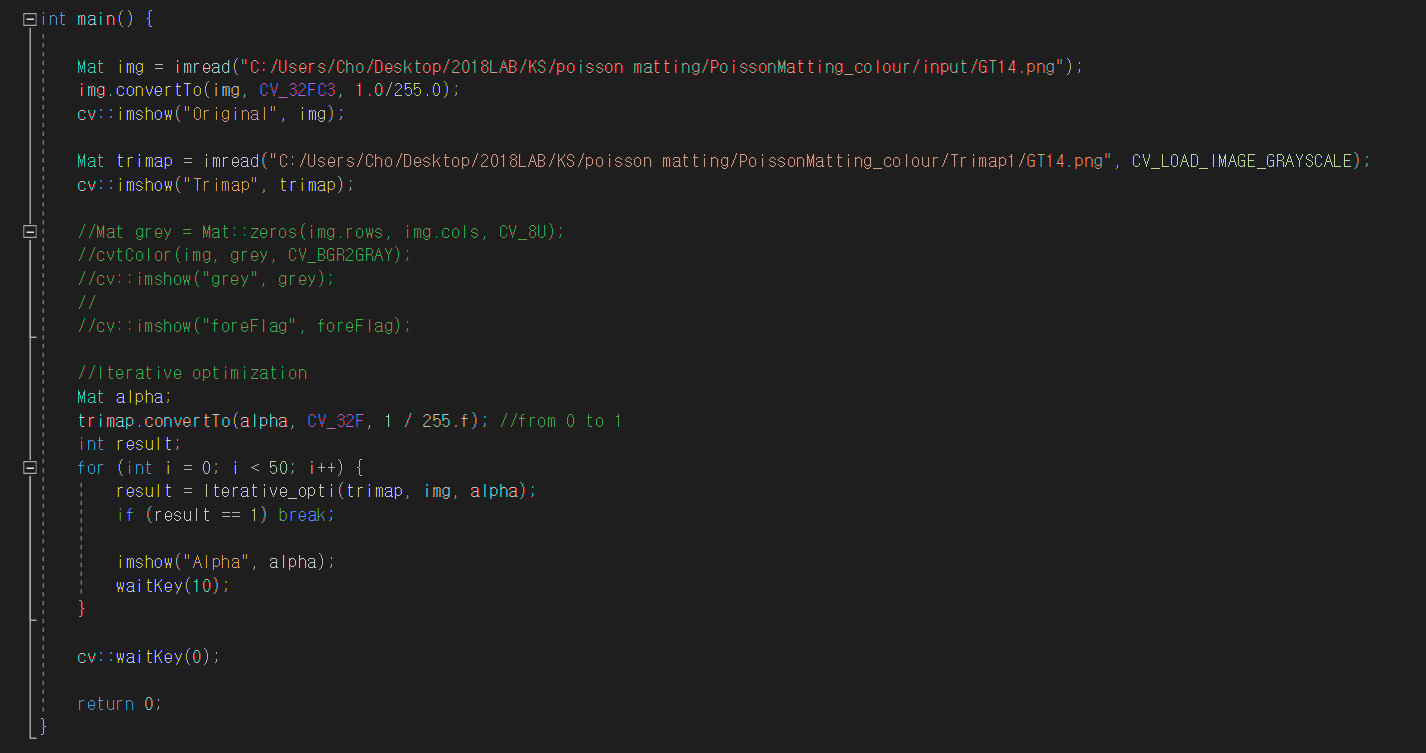 int main() {
Mat img = imread("C:/Users/Cho/Desktop/2018LAB/KS/poisson matting/PoissonMatting_colour/input/GT14.png");
img.convertTo(img, CV_32FC3, 1.0/255.0);
cv::imshow("Original", img);
Mat trimap = imread("C:/Users/Cho/Desktop/2018LAB/KS/poisson matting/PoissonMatting_colour/Trimap1/GT14.png", CV_LOAD_IMAGE_GRAYSCALE);
cv::imshow("Trimap", trimap);
//Mat grey = Mat::zeros(img.rows, img.cols, CV_8U);
//cvtColor(img, grey, CV_BGR2GRAY);
//cv::imshow("grey", grey);
//
//cv::imshow("foreFlag", foreFlag);
//Iterative optimization
Mat alpha;
trimap.convertTo(alpha, CV_32F, 1 / 255.f); //from 0 to 1
int result;
for (int i = 0; i < 50; i++) {
result = Iterative_opti(trimap, img, alpha);
if (result == 1) break;
imshow("Alpha", alpha);
waitKey(10);
}
cv::waitKey(0);
return 0;
}